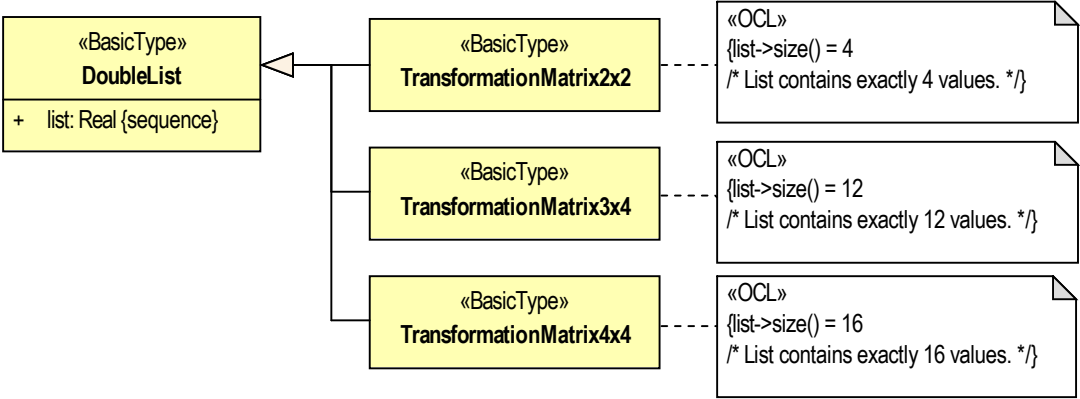 «BasicType»
DoubleList
+ list: Real {sequence}
«BasicType»
TransformationMatrix2x2
«OCL»
{list->size() = 4
/* List contains exactly 4 values. */}
«BasicType»
TransformationMatrix3x4
«OCL»
{list->size() = 12
/* List contains exactly 12 values. */}
«BasicType»
TransformationMatrix4x4
«OCL»
{list->size() = 16
/* List contains exactly 16 values. */}